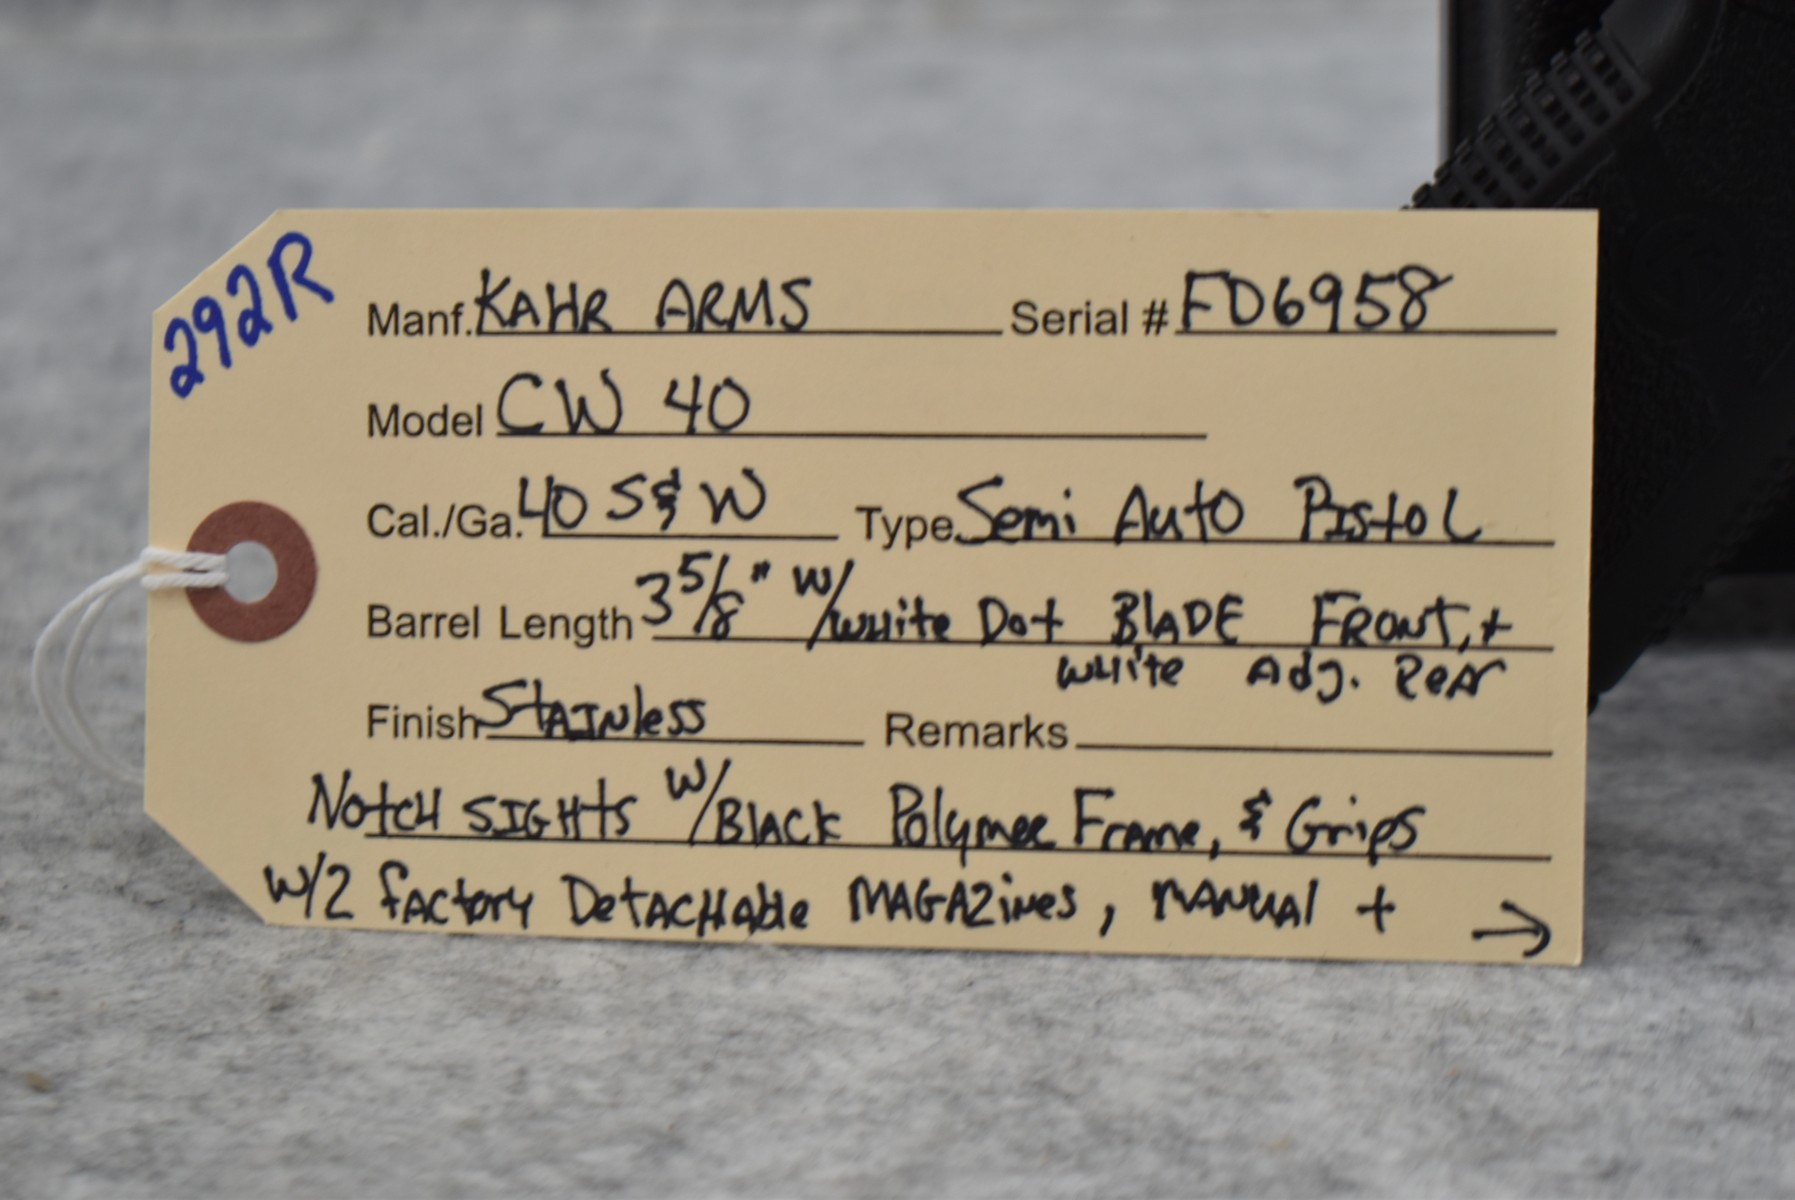 292R
Manf. KAHR ARMS Serial # FD6958
Model CW 40
Cal./Ga. 40 S&W Type Semi Auto Pistol
Barrel Length 3 5/8" w/ White Dot BLADE FRONT, +
White Adj. Rear
Finish Stainless Remarks
Notch SIGHTS w/ Black Polymer Frame, & Grips
W/2 factory Detachable MAGAZines, MANUAl + →